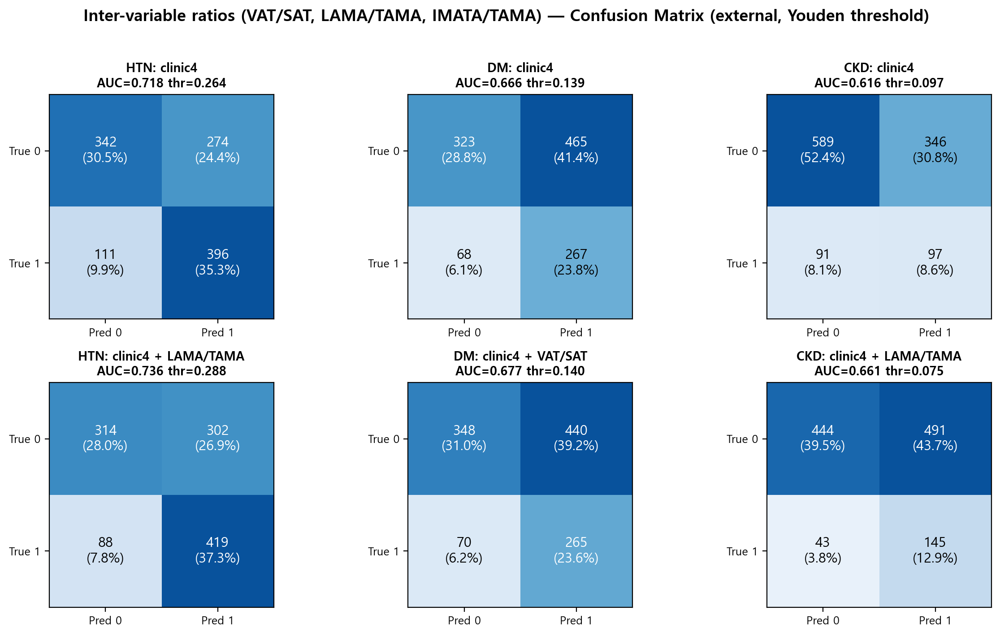 Inter-variable ratios (VAT/SAT, LAMA/TAMA, IMATA/TAMA) — Confusion Matrix (external, Youden threshold)
HTN: clinic4
AUC=0.718 thr=0.264
True 0
342
(30.5%)
274
(24.4%)
True 1
111
(9.9%)
396
(35.3%)
Pred 0
Pred 1
DM: clinic4
AUC=0.666 thr=0.139
True 0
323
(28.8%)
465
(41.4%)
True 1
68
(6.1%)
267
(23.8%)
Pred 0
Pred 1
CKD: clinic4
AUC=0.616 thr=0.097
True 0
589
(52.4%)
346
(30.8%)
True 1
91
(8.1%)
97
(8.6%)
Pred 0
Pred 1
HTN: clinic4 + LAMA/TAMA
AUC=0.736 thr=0.288
True 0
314
(28.0%)
302
(26.9%)
True 1
88
(7.8%)
419
(37.3%)
Pred 0
Pred 1
DM: clinic4 + VAT/SAT
AUC=0.677 thr=0.140
True 0
348
(31.0%)
440
(39.2%)
True 1
70
(6.2%)
265
(23.6%)
Pred 0
Pred 1
CKD: clinic4 + LAMA/TAMA
AUC=0.661 thr=0.075
True 0
444
(39.5%)
491
(43.7%)
True 1
43
(3.8%)
145
(12.9%)
Pred 0
Pred 1